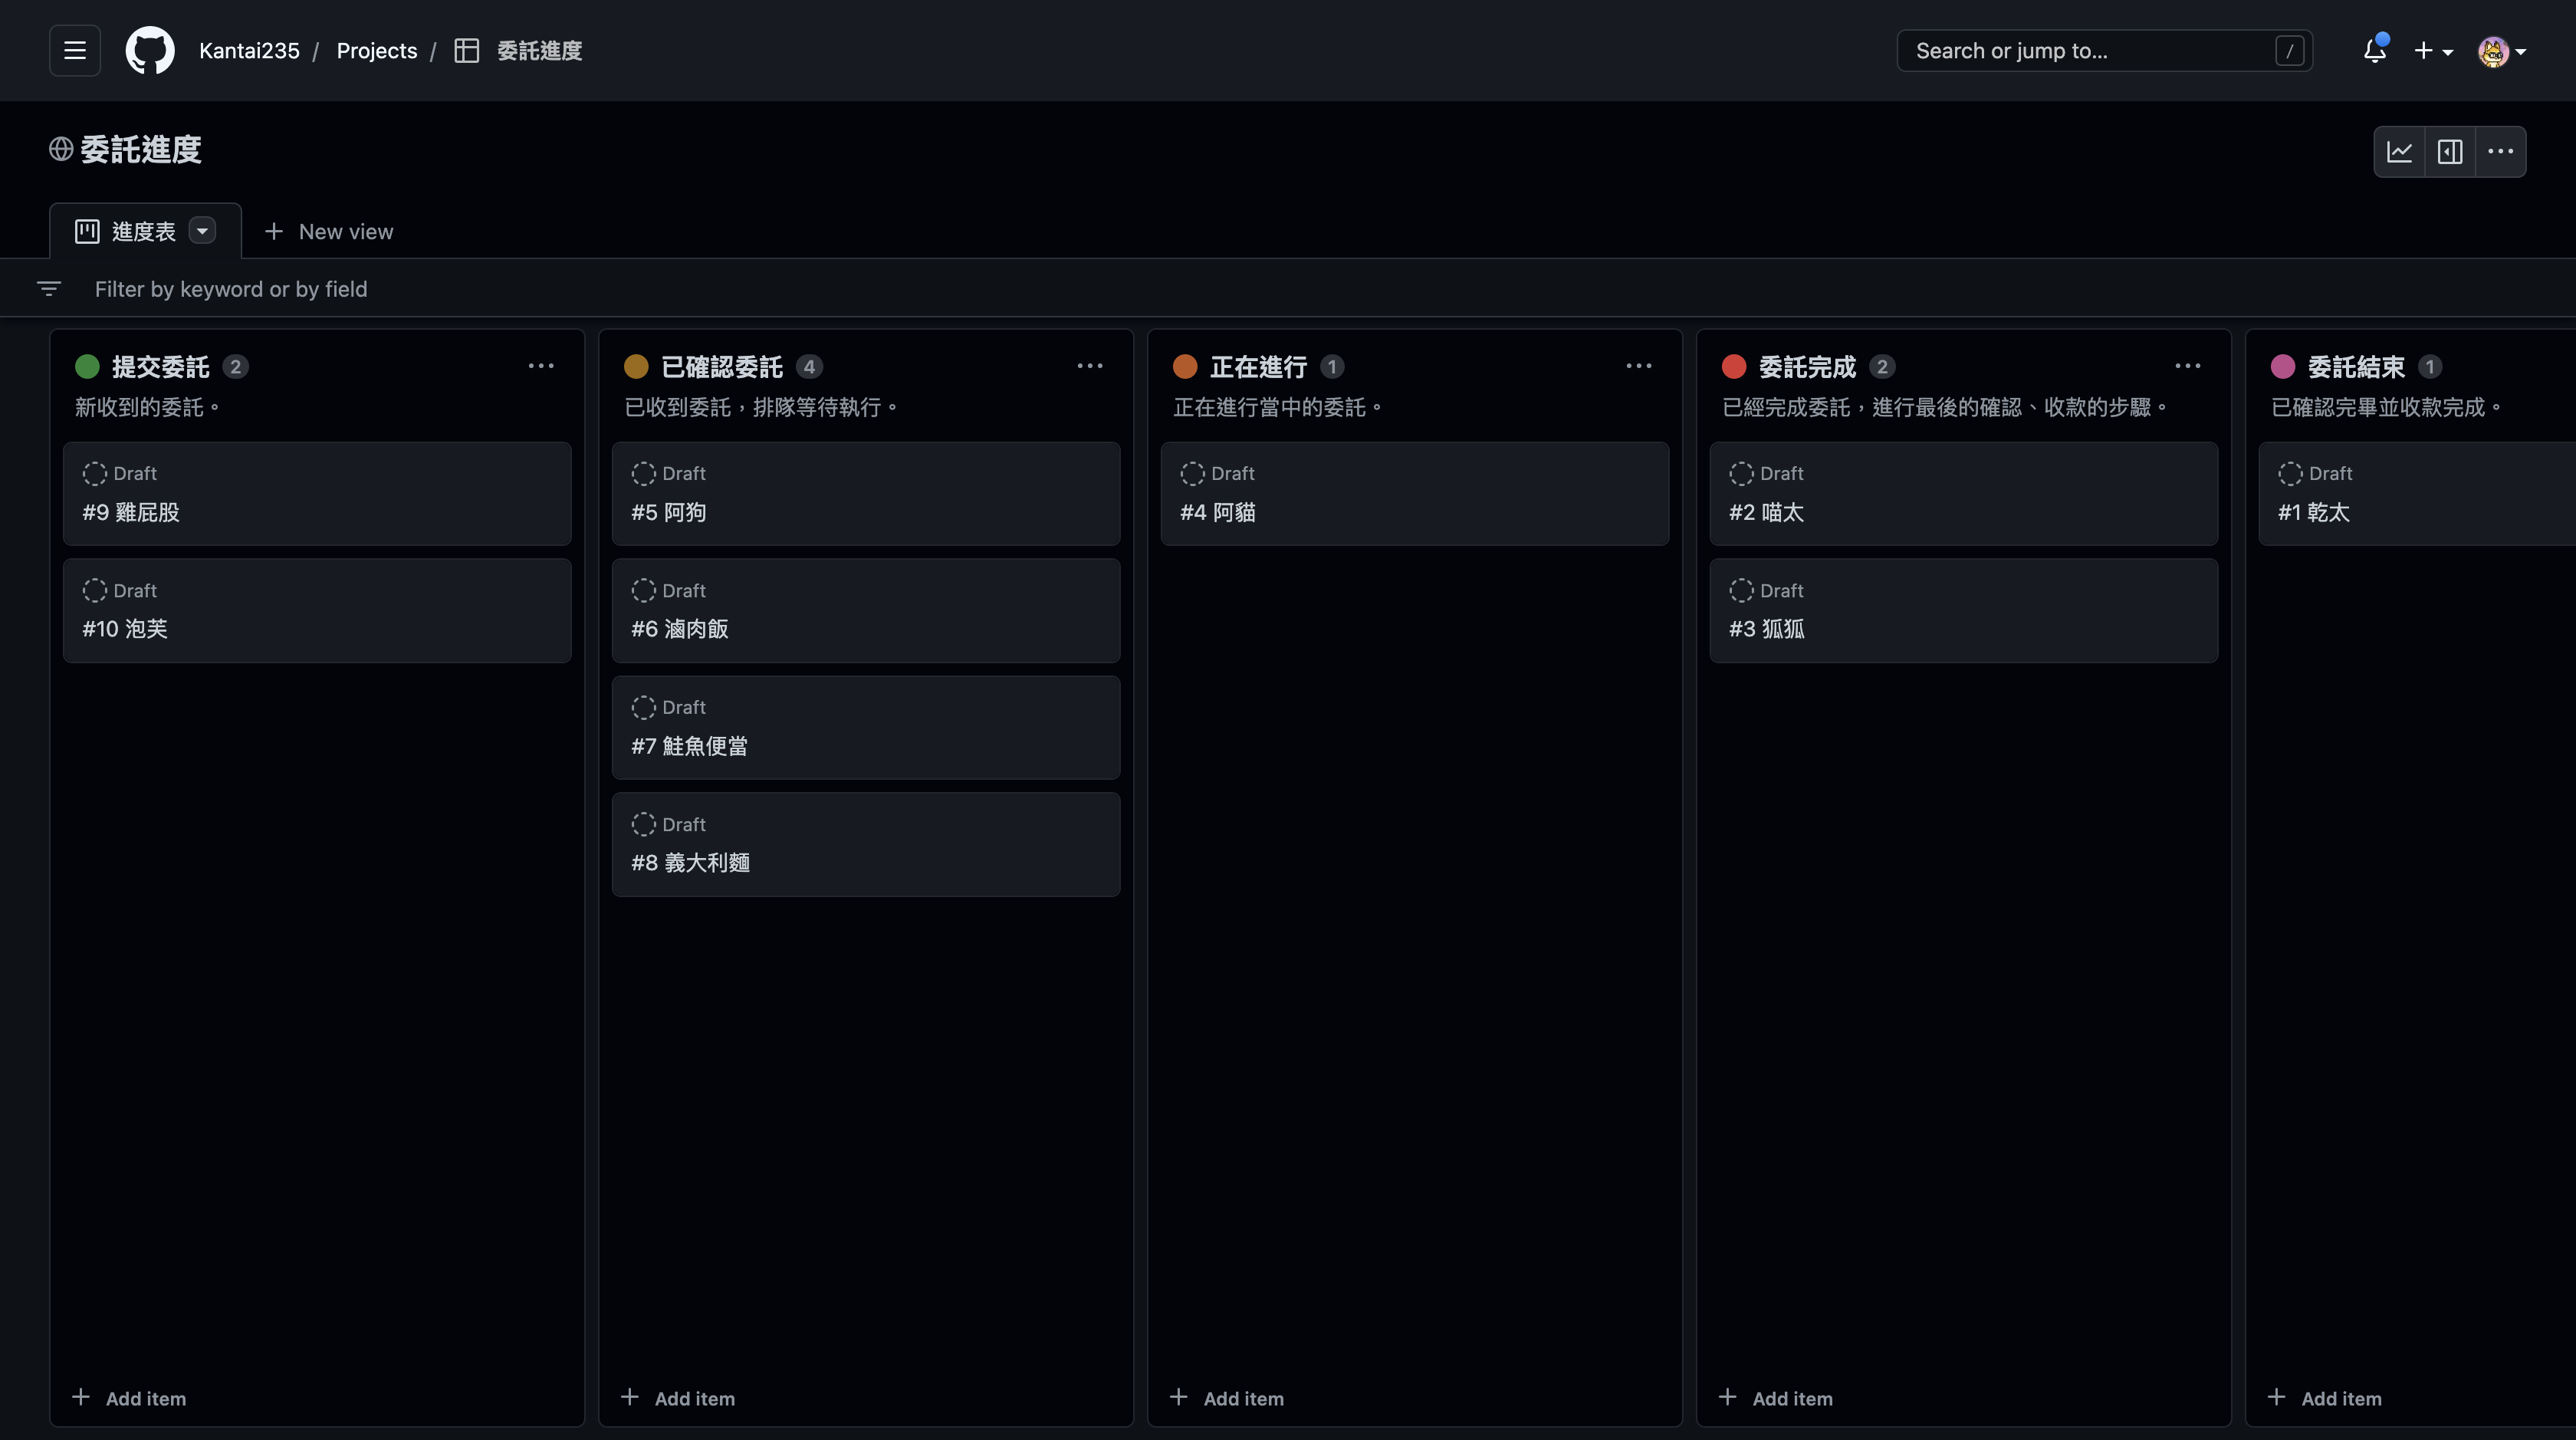 Kantai235 / Projects / 委託進度
Search or jump to... /
委託進度
進度表
New view
Filter by keyword or by field
提交委託 2
新收到的委託。
Draft
#9 雞屁股
Draft
#10 泡芙
Add item
已確認委託 4
已收到委託，排隊等待執行。
Draft
#5 阿狗
Draft
#6 滷肉飯
Draft
#7 鮭魚便當
Draft
#8 義大利麵
Add item
正在進行 1
正在進行當中的委託。
Draft
#4 阿貓
Add item
委託完成 2
已經完成委託，進行最後的確認、收款的步驟。
Draft
#2 喵太
Draft
#3 狐狐
Add item
委託結束 1
已確認完畢並收款完成。
Draft
#1 乾太
Add item